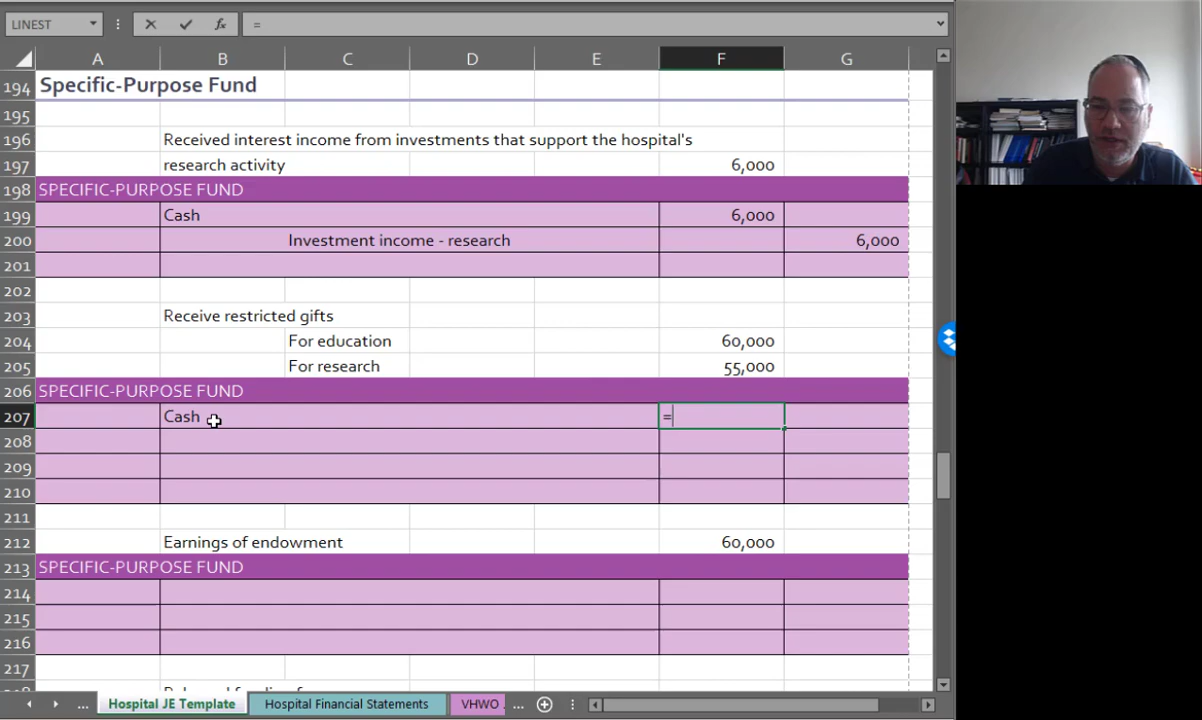 LINEST
fx
=
A B C D E F G
194 Specific-Purpose Fund
195
196 Received interest income from investments that support the hospital's
197 research activity 6,000
198 SPECIFIC-PURPOSE FUND
199 Cash 6,000
200 Investment income - research 6,000
201
202
203 Receive restricted gifts
204 For education 60,000
205 For research 55,000
206 SPECIFIC-PURPOSE FUND
207 Cash =
208
209
210
211
212 Earnings of endowment 60,000
213 SPECIFIC-PURPOSE FUND
214
215
216
217
... Hospital JE Template Hospital Financial Statements VHWO ...